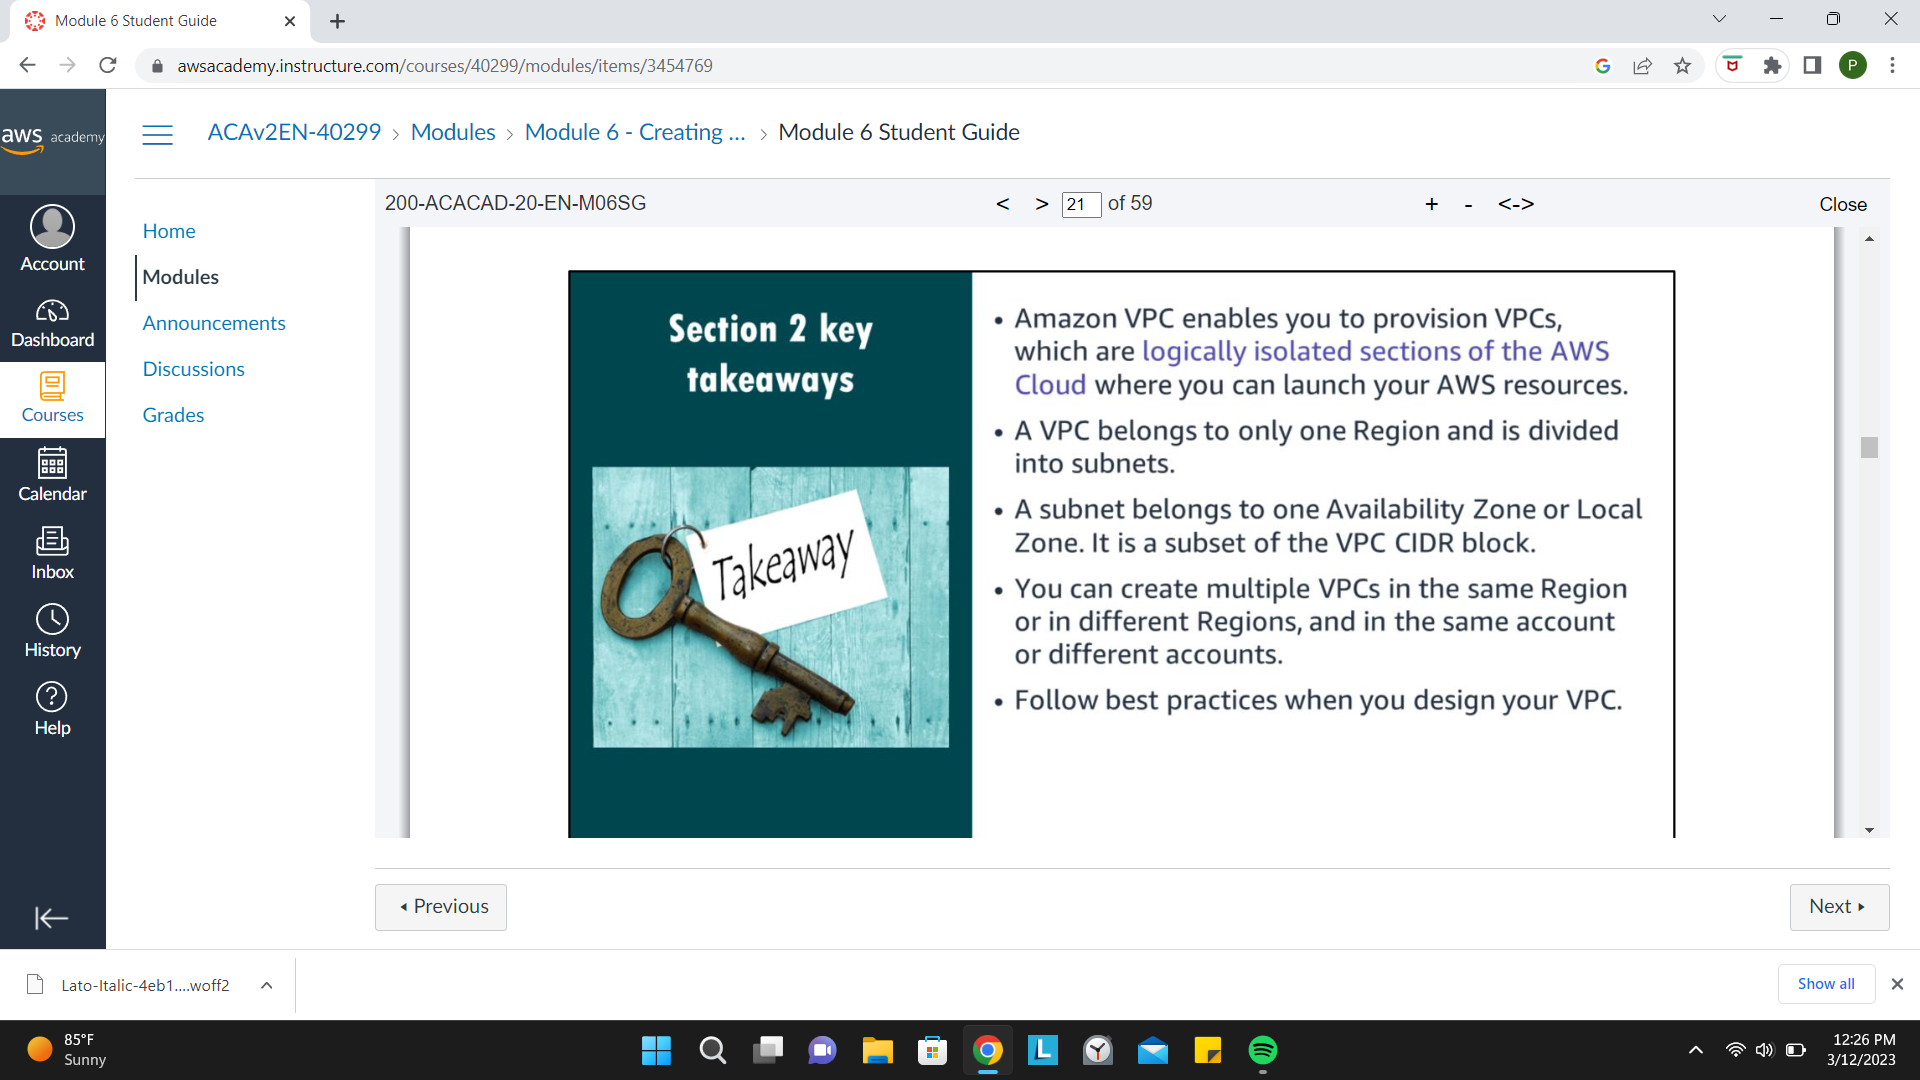 Module 6 Student Guide
awsacademy.instructure.com/courses/40299/modules/items/3454769
P
aws academy
ACAv2EN-40299 > Modules > Module 6 - Creating ... > Module 6 Student Guide
200-ACACAD-20-EN-M06SG
< > 21 of 59
+ - <->
Close
Account
Dashboard
Courses
Calendar
Inbox
History
Help
Home
Modules
Announcements
Discussions
Grades
Section 2 key
takeaways
Takeaway
• Amazon VPC enables you to provision VPCs,
which are logically isolated sections of the AWS
Cloud where you can launch your AWS resources.
• A VPC belongs to only one Region and is divided
into subnets.
• A subnet belongs to one Availability Zone or Local
Zone. It is a subset of the VPC CIDR block.
• You can create multiple VPCs in the same Region
or in different Regions, and in the same account
or different accounts.
• Follow best practices when you design your VPC.
Previous
Next
Lato-Italic-4eb1....woff2
Show all
85°F
Sunny
L
12:26 PM
3/12/2023